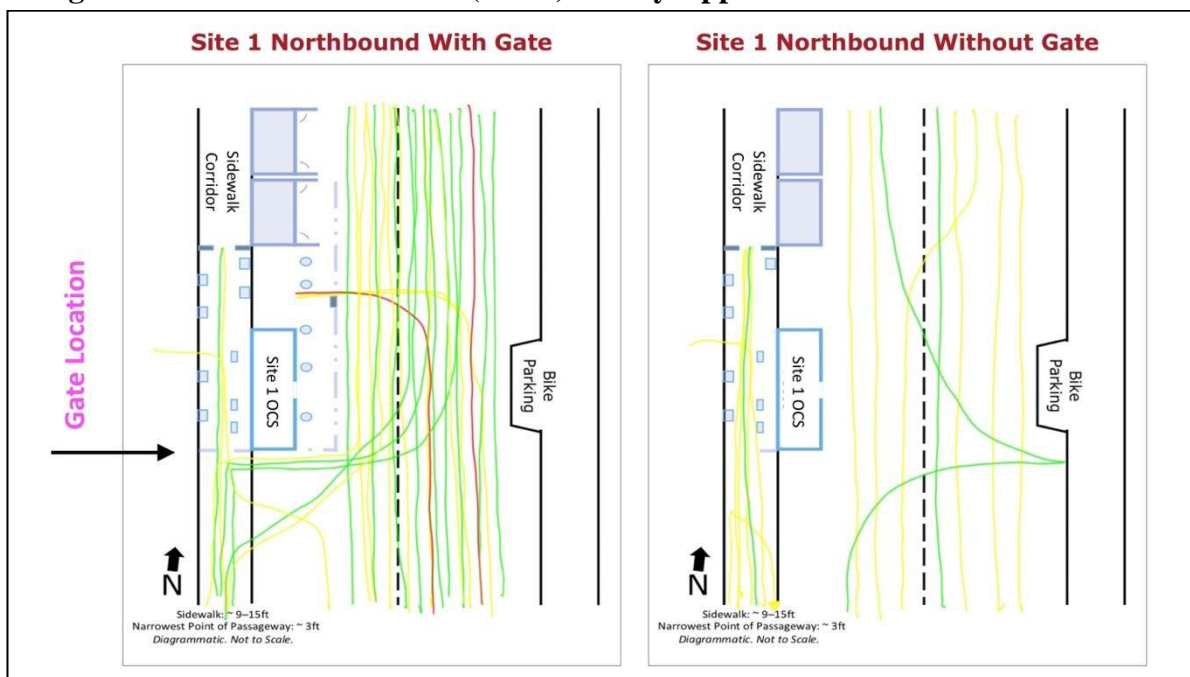 Site 1 Northbound With Gate
Sidewalk
Corridor
Gate Location
Site 1 OCS
Bike
Parking
N
Sidewalk: ~ 9–15ft
Narrowest Point of Passageway: ~ 3ft
Diagrammatic. Not to Scale.
Site 1 Northbound Without Gate
Sidewalk
Corridor
Site 1 OCS
Bike
Parking
N
Sidewalk: ~ 9–15ft
Narrowest Point of Passageway: ~ 3ft
Diagrammatic. Not to Scale.